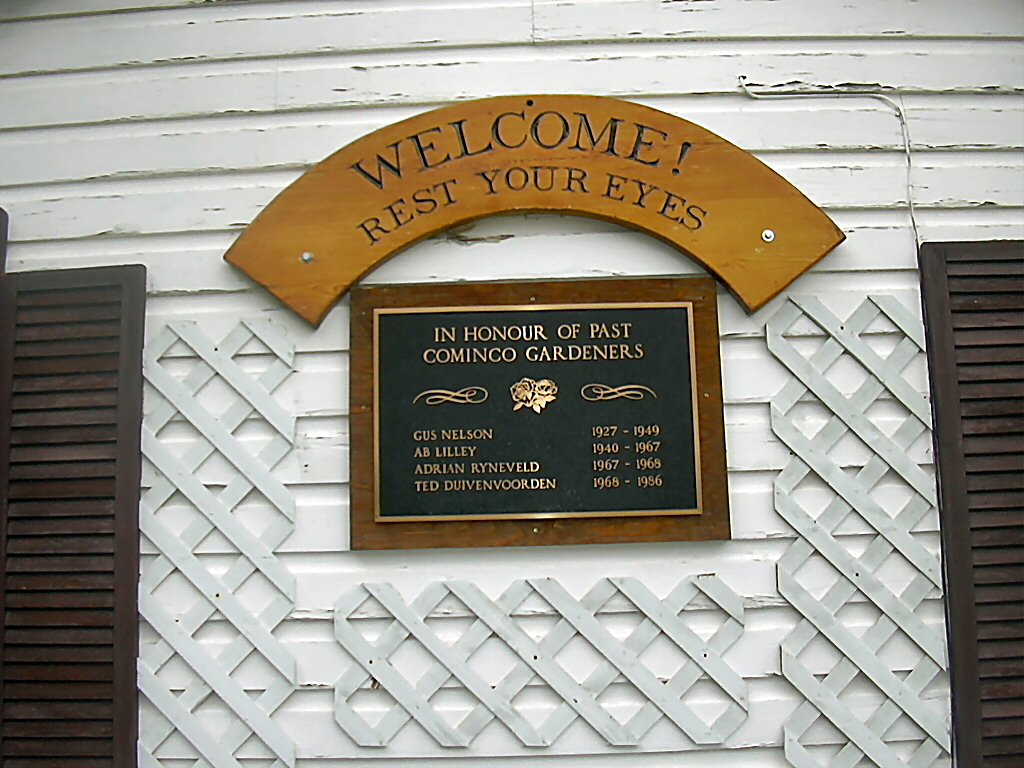 WELCOME!
REST YOUR EYES
IN HONOUR OF PAST
COMINCO GARDENERS
GUS NELSON 1927 - 1949
AB LILLEY 1940 - 1967
ADRIAN RYNEVELD 1967 - 1968
TED DUIVENVOORDEN 1968 - 1986